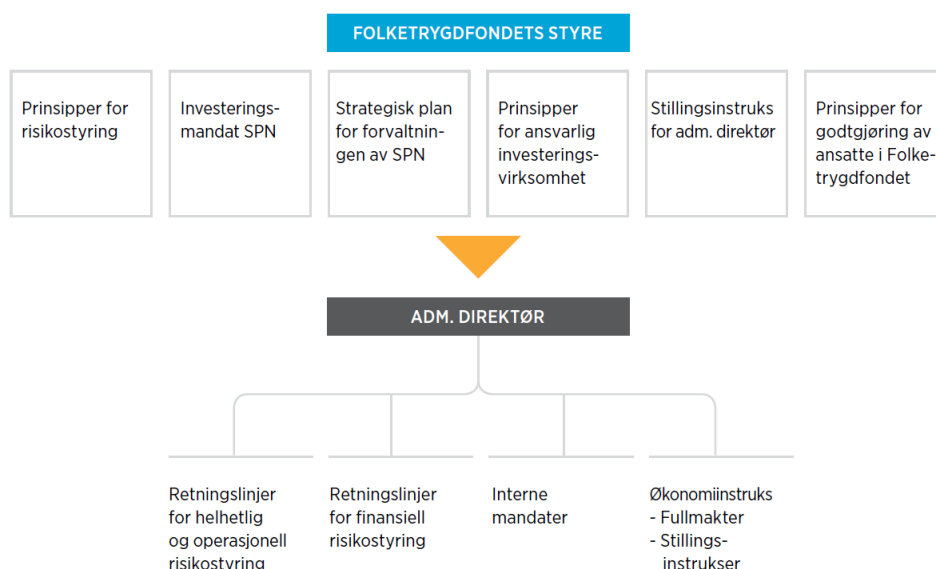 FOLKETRYGDFONDETS STYRE
Prinsipper for
risikostyring
Investerings-
mandat SPN
Strategisk plan
for forvaltnin-
gen av SPN
Prinsipper
for ansvarlig
investerings-
virksomhet
Stillingsinstruks
for adm. direktør
Prinsipper for
godtgjøring av
ansatte i Folke-
trygdfondet
ADM. DIREKTØR
Retningslinjer
for helhetlig
og operasjonell
risikostyring
Retningslinjer
for finansiell
risikostyring
Interne
mandater
Økonomiinstruks
- Fullmakter
- Stillings-
instrukser